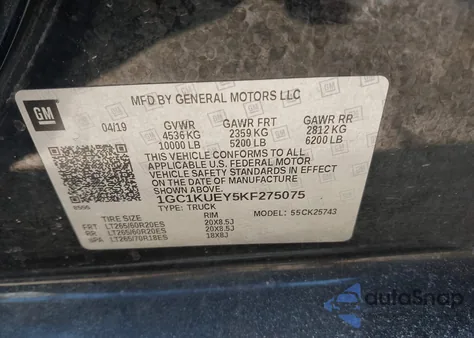 MFD BY GENERAL MOTORS LLC
GM
04/19 GVWR GAWR FRT GAWR RR
4536 KG 2359 KG 2812 KG
10000 LB 5200 LB 6200 LB
THIS VEHICLE CONFORMS TO ALL
APPLICABLE U.S. FEDERAL MOTOR
VEHICLE SAFETY STANDARDS IN
EFFECT ON THE DATE OF MANUFACTURE
SHOWN ABOVE.
1GC1KUEY5KF275075
TYPE: TRUCK MODEL: 55CK25743
TIRE SIZE RIM
FRT LT265/60R20ES 20X8.5J
RR LT265/60R20ES 20X8.5J
SPA LT265/70R18ES 18X8J
autoSnap